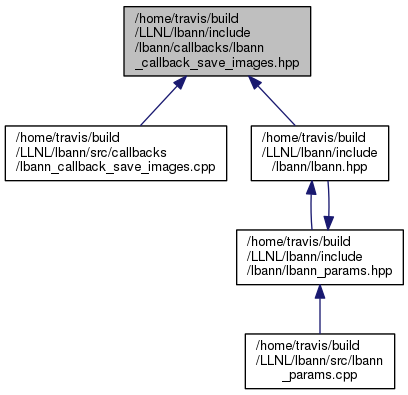 /home/travis/build
/LLNL/lbann/include
/lbann/callbacks/lbann
_callback_save_images.hpp
/home/travis/build
/LLNL/lbann/src/callbacks
/lbann_callback_save_images.cpp
/home/travis/build
/LLNL/lbann/include
/lbann/lbann.hpp
/home/travis/build
/LLNL/lbann/include
/lbann/lbann_params.hpp
/home/travis/build
/LLNL/lbann/src/lbann
_params.cpp